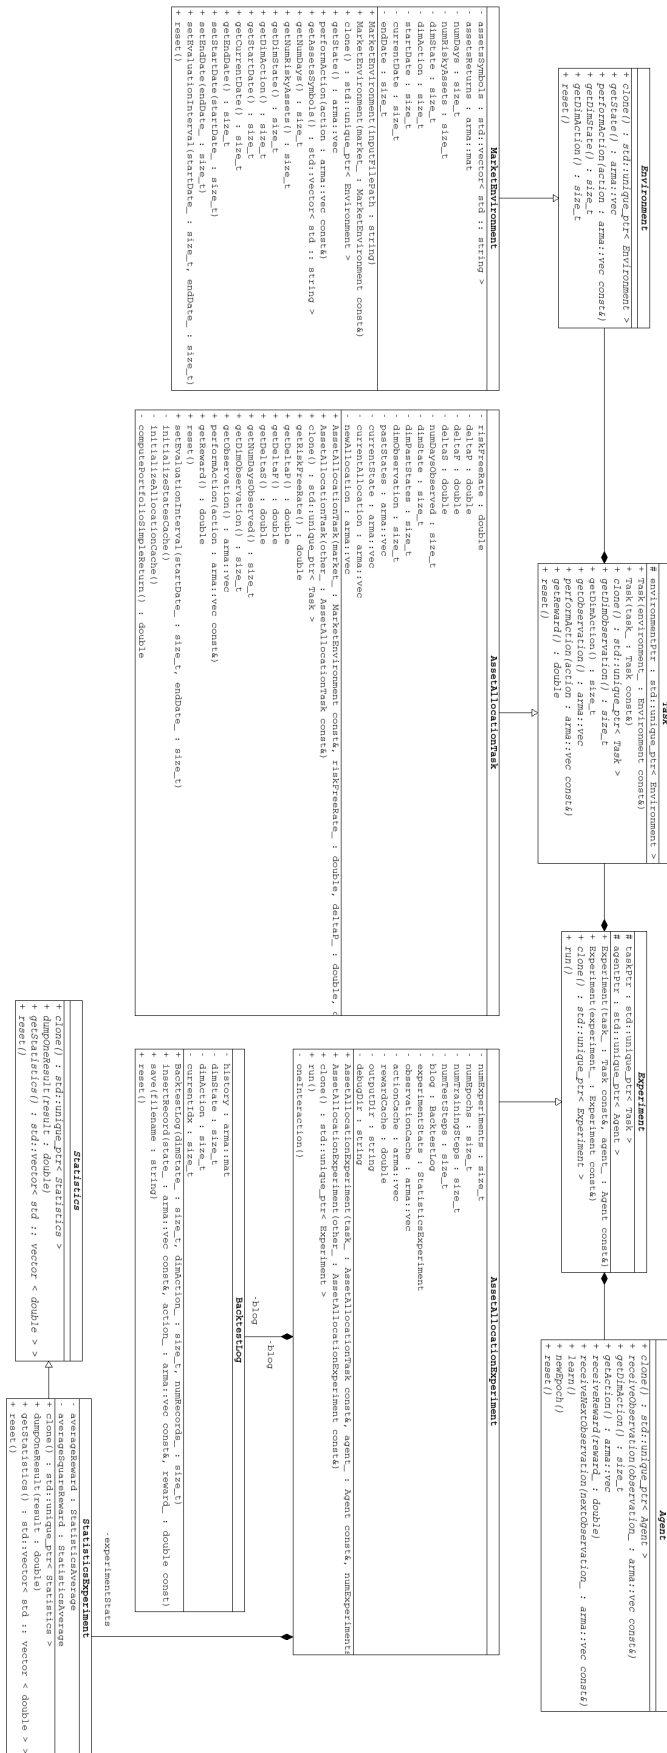 Environment
+ clone() : std::unique_ptr< Environment >
+ getState() : arma::vec
+ performAction(action : arma::vec const&)
+ getDimState() : size_t
+ getDimAction() : size_t
+ reset()
MarketEnvironment
- assetsSymbols : std::vector< std :: string >
- assetsReturns : arma::mat
- numDays : size_t
- numRiskyAssets : size_t
- dimState : size_t
- dimAction : size_t
- startDate : size_t
- currentDate : size_t
- endDate : size_t
+ MarketEnvironment(inputFilePath : string)
+ MarketEnvironment(market_ : MarketEnvironment const&)
+ clone() : std::unique_ptr< Environment >
+ getState() : arma::vec
+ performAction(action : arma::vec const&)
+ getAssetsSymbols() : std::vector< std :: string >
+ getNumDays() : size_t
+ getNumRiskyAssets() : size_t
+ getDimState() : size_t
+ getDimAction() : size_t
+ getStartDate() : size_t
+ getCurrentDate() : size_t
+ getEndDate() : size_t
+ setStartDate(startDate_ : size_t)
+ setEndDate(endDate_ : size_t)
+ setEvaluationInterval(startDate_ : size_t, endDate_ : size_t)
+ reset()
Task
# environmentPtr : std::unique_ptr< Environment >
+ Task(environment_ : Environment const&)
+ Task(task_ : Task const&)
+ clone() : std::unique_ptr< Task >
+ getDimObservation() : size_t
+ getDimAction() : size_t
+ getObservation() : arma::vec
+ performAction(action : arma::vec const&)
+ getReward() : double
+ reset()
AssetAllocationTask
- riskFreeRate : double
- deltaP : double
- deltaF : double
- deltaS : double
- numDaysObserved : size_t
- dimState : size_t
- dimPastStates : size_t
- dimObservation : size_t
- pastStates : arma::vec
- currentState : arma::vec
- currentAllocation : arma::vec
- newAllocation : arma::vec
+ AssetAllocationTask(market_ : MarketEnvironment const&, riskFreeRate_ : double, deltaP_ : double,
+ AssetAllocationTask(other_ : AssetAllocationTask const&)
+ clone() : std::unique_ptr< Task >
+ getRiskFreeRate() : double
+ getDeltaP() : double
+ getDeltaF() : double
+ getDeltaS() : double
+ getNumDaysObserved() : size_t
+ getDimObservation() : size_t
+ getObservation() : arma::vec
+ performAction(action : arma::vec const&)
+ getReward() : double
+ reset()
+ setEvaluationInterval(startDate_ : size_t, endDate_ : size_t)
- initializeStatesCache()
- initializeAllocationCache()
- computePortfolioSimpleReturn() : double
Experiment
# taskPtr : std::unique_ptr< Task >
# agentPtr : std::unique_ptr< Agent >
+ Experiment(task_ : Task const&, agent_ : Agent const&)
+ Experiment(experiment_ : Experiment const&)
+ clone() : std::unique_ptr< Experiment >
+ run()
AssetAllocationExperiment
- numExperiments : size_t
- numEpochs : size_t
- numTrainingSteps : size_t
- numTestSteps : size_t
- blog : BacktestLog
- experimentStats : StatisticsExperiment
- observationCache : arma::vec
- actionCache : arma::vec
- rewardCache : double
- outputDir : string
- debugDir : string
+ AssetAllocationExperiment(task_ : AssetAllocationTask const&, agent_ : Agent const&, numExperiments
+ AssetAllocationExperiment(other_ : AssetAllocationExperiment const&)
+ clone() : std::unique_ptr< Experiment >
+ run()
- oneInteraction()
-blog
-blog
BacktestLog
- history : arma::mat
- dimState : size_t
- dimAction : size_t
- currentIdx : size_t
+ BacktestLog(dimState_ : size_t, dimAction_ : size_t, numRecords_ : size_t)
+ insertRecord(state_ : arma::vec const&, action_ : arma::vec const&, reward_ : double const)
+ save(filename : string)
+ reset()
-experimentStats
Statistics
+ clone() : std::unique_ptr< Statistics >
+ dumpOneResult(result : double)
+ getStatistics() : std::vector< std :: vector < double > >
+ reset()
StatisticsExperiment
- averageReward : StatisticsAverage
- averageSquareReward : StatisticsAverage
+ clone() : std::unique_ptr< Statistics >
+ dumpOneResult(result : double)
+ getStatistics() : std::vector< std :: vector < double > >
+ reset()
Agent
+ clone() : std::unique_ptr< Agent >
+ receiveObservation(observation_ : arma::vec const&)
+ getDimAction() : size_t
+ getAction() : arma::vec
+ receiveReward(reward_ : double)
+ receiveNextObservation(nextObservation_ : arma::vec const&)
+ learn()
+ newEpoch()
+ reset()